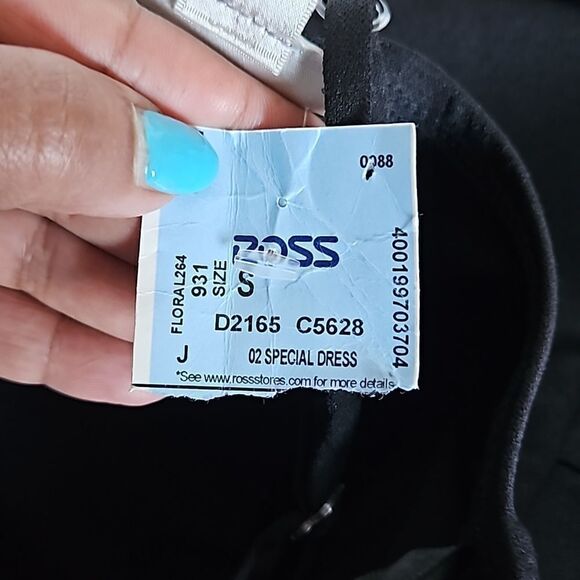 0088
ROSS
FLORAL264
931
SIZE
S
400199703704
D2165 C5628
J
02 SPECIAL DRESS
*See www.rossstores.com for more details